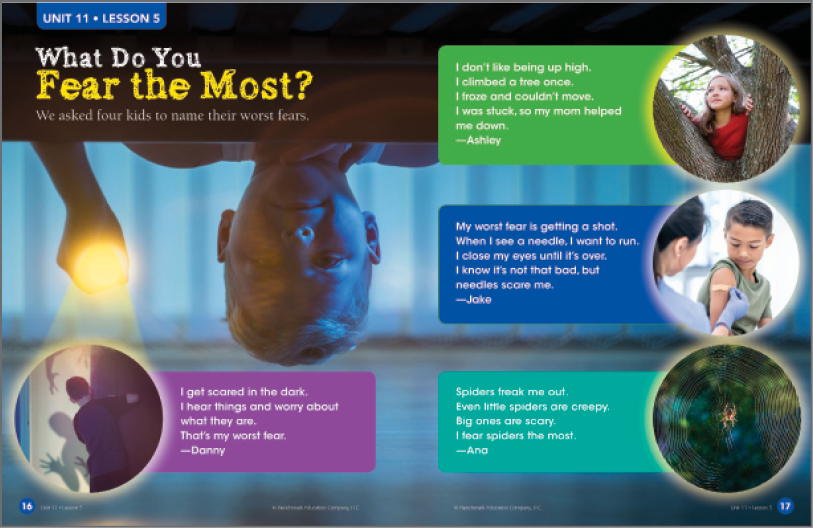 UNIT 11 • LESSON 5
What Do You
Fear the Most?
We asked four kids to name their worst fears.
I get scared in the dark.
I hear things and worry about
what they are.
That's my worst fear.
—Danny
16 Unit 11 • Lesson 5
© Benchmark Education Company, LLC
I don't like being up high.
I climbed a tree once.
I froze and couldn't move.
I was stuck, so my mom helped
me down.
—Ashley
My worst fear is getting a shot.
When I see a needle, I want to run.
I close my eyes until it's over.
I know it's not that bad, but
needles scare me.
—Jake
Spiders freak me out.
Even little spiders are creepy.
Big ones are scary.
I fear spiders the most.
—Ana
© Benchmark Education Company, LLC
Unit 11 • Lesson 5 17